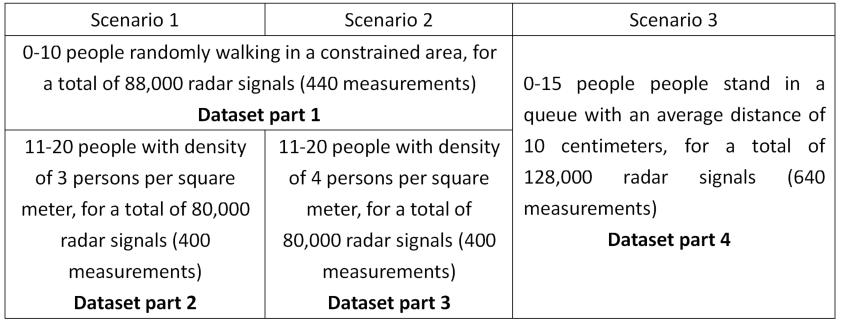 Scenario 1
Scenario 2
Scenario 3
0-10 people randomly walking in a constrained area, for
a total of 88,000 radar signals (440 measurements)
Dataset part 1
11-20 people with density
of 3 persons per square
meter, for a total of 80,000
radar signals (400
measurements)
Dataset part 2
11-20 people with density
of 4 persons per square
meter, for a total of
80,000 radar signals (400
measurements)
Dataset part 3
0-15 people people stand in a
queue with an average distance of
10 centimeters, for a total of
128,000 radar signals (640
measurements)
Dataset part 4